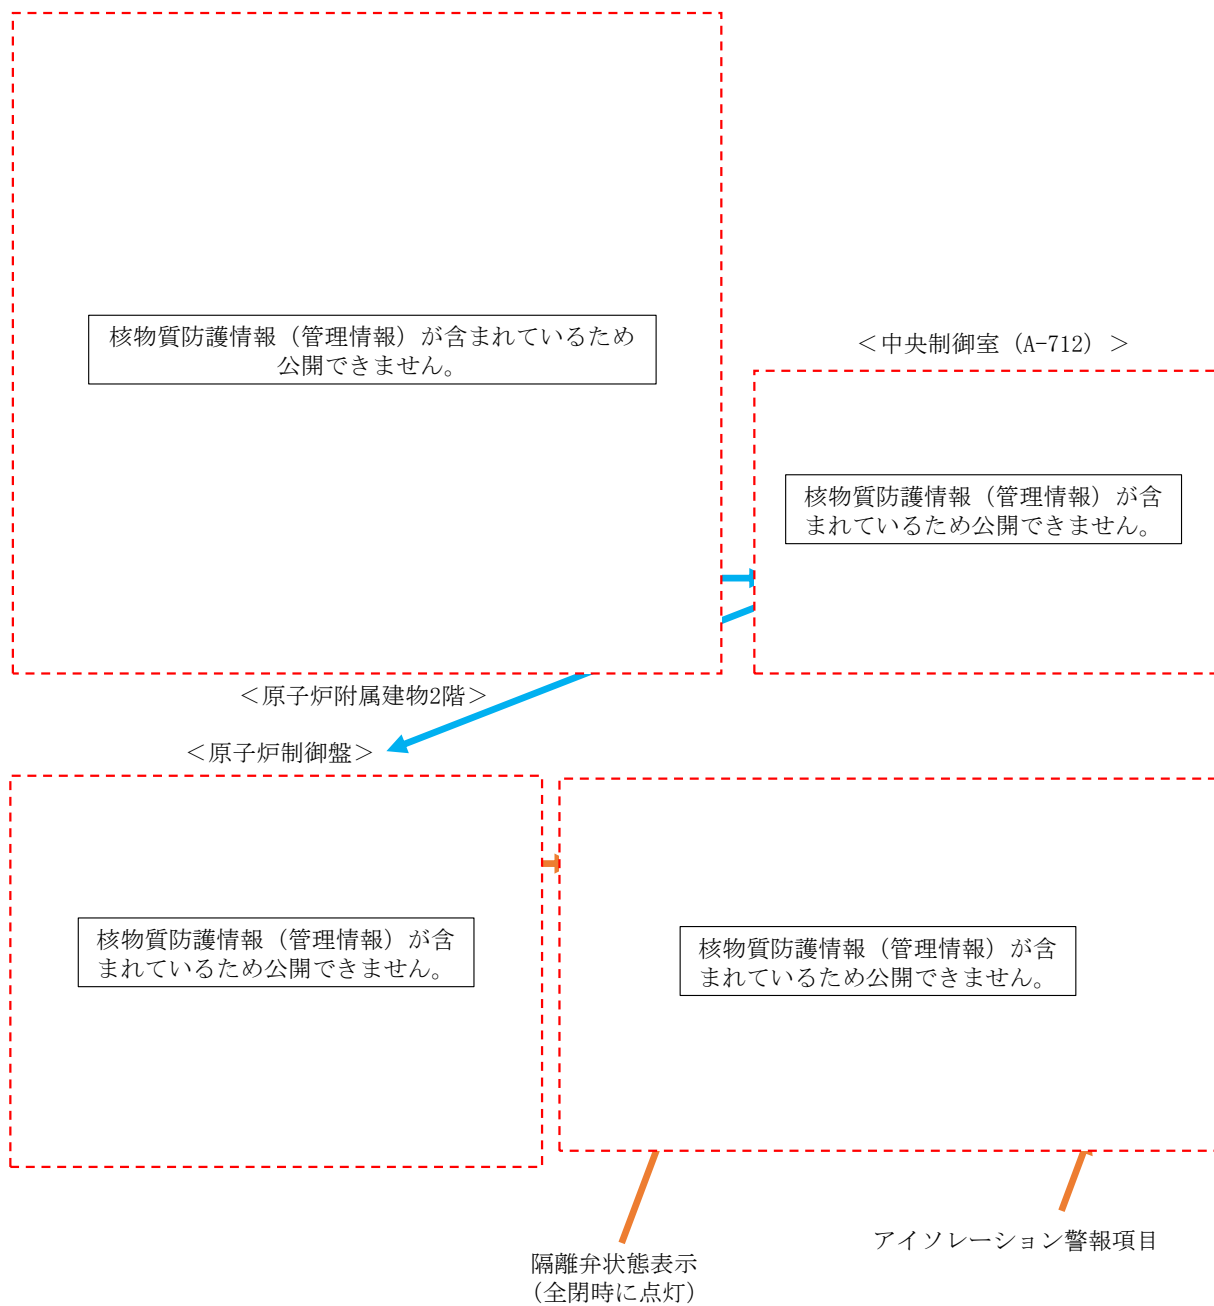 核物質防護情報（管理情報）が含まれているため
公開できません。
＜中央制御室（A-712）＞
核物質防護情報（管理情報）が含
まれているため公開できません。
＜原子炉附属建物2階＞
＜原子炉制御盤＞
核物質防護情報（管理情報）が含
まれているため公開できません。
核物質防護情報（管理情報）が含
まれているため公開できません。
隔離弁状態表示
（全閉時に点灯）
アイソレーション警報項目